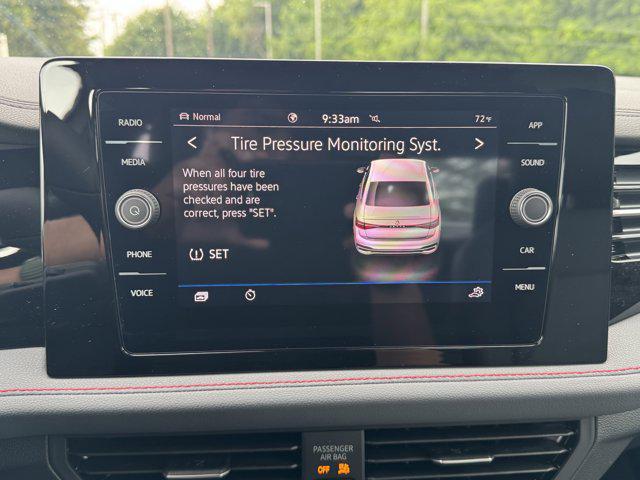 RADIO
MEDIA
PHONE
VOICE
Normal
9:33am
72°F
Tire Pressure Monitoring Syst.
When all four tire
pressures have been
checked and are
correct, press "SET".
SET
JETTA
APP
SOUND
CAR
MENU
PASSENGER
AIR BAG
OFF